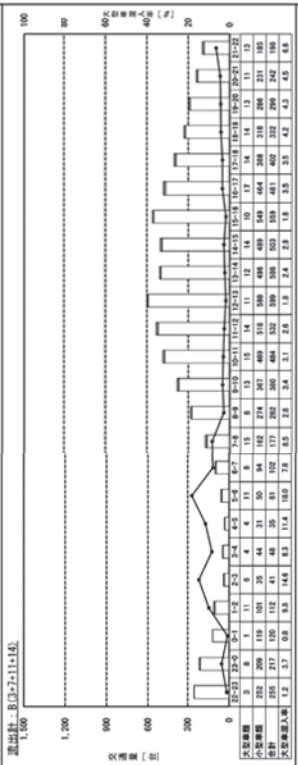 流出計 : B(3+7+11+14)
交通量 [台]
1,500
1,200
900
600
300
0
大型車混入率 [%]
100
80
60
40
20
0
22-23 23-0 0-1 1-2 2-3 3-4 4-5 5-6 6-7 7-8 8-9 9-10 10-11 11-12 12-13 13-14 14-15 15-16 16-17 17-18 18-19 19-20 20-21 21-22
大型車類 3 8 1 11 6 4 4 11 8 15 8 13 15 14 11 12 14 10 17 14 14 13 11 13
小型車類 252 209 119 101 35 44 31 50 94 162 274 367 469 518 588 496 489 549 464 388 318 286 231 185
合計 255 217 120 112 41 48 35 61 102 177 282 380 484 532 599 508 503 559 481 402 332 299 242 198
大型車混入率 1.2 3.7 0.8 9.8 14.6 8.3 11.4 18.0 7.8 8.5 2.8 3.4 3.1 2.6 1.8 2.4 2.8 1.8 3.5 3.5 4.2 4.3 4.5 6.6